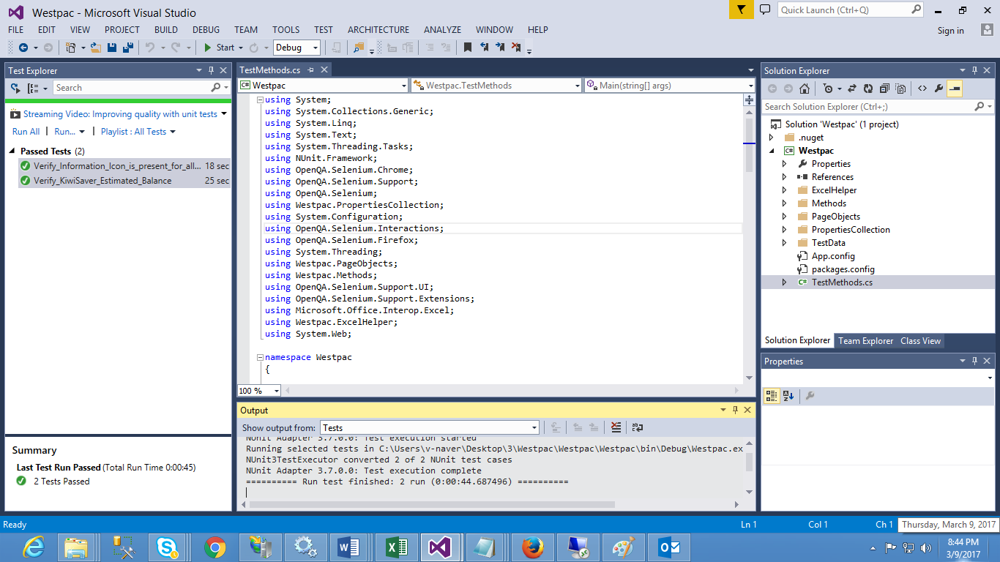 Westpac - Microsoft Visual Studio
Quick Launch (Ctrl+Q)
FILE EDIT VIEW PROJECT BUILD DEBUG TEAM TOOLS TEST ARCHITECTURE ANALYZE WINDOW HELP
Sign in
Start Debug
Test Explorer
Search
Streaming Video: Improving quality with unit tests
Run All Run... Playlist : All Tests
Passed Tests (2)
Verify_Information_Icon_is_present_for_all... 18 sec
Verify_KiwiSaver_Estimated_Balance 25 sec
Summary
Last Test Run Passed (Total Run Time 0:00:45)
2 Tests Passed
TestMethods.cs
Westpac Westpac.TestMethods Main(string[] args)
using System;
using System.Collections.Generic;
using System.Linq;
using System.Text;
using System.Threading.Tasks;
using NUnit.Framework;
using OpenQA.Selenium.Chrome;
using OpenQA.Selenium.Support;
using OpenQA.Selenium;
using Westpac.PropertiesCollection;
using System.Configuration;
using OpenQA.Selenium.Interactions;
using OpenQA.Selenium.Firefox;
using System.Threading;
using Westpac.PageObjects;
using Westpac.Methods;
using OpenQA.Selenium.Support.UI;
using OpenQA.Selenium.Support.Extensions;
using Microsoft.Office.Interop.Excel;
using Westpac.ExcelHelper;
using System.Web;
namespace Westpac
{
100 %
Output
Show output from: Tests
NUnit Adapter 3.7.0.0: Test execution started
Running selected tests in C:\Users\v-naver\Desktop\3\Westpac\Westpac\Westpac\bin\Debug\Westpac.ex
NUnit3TestExecutor converted 2 of 2 NUnit test cases
NUnit Adapter 3.7.0.0: Test execution complete
========== Run test finished: 2 run (0:00:44.687496) ==========
Solution Explorer
Search Solution Explorer (Ctrl+;)
Solution 'Westpac' (1 project)
.nuget
C# Westpac
Properties
References
ExcelHelper
Methods
PageObjects
PropertiesCollection
TestData
App.config
packages.config
C# TestMethods.cs
Solution Explorer Team Explorer Class View
Properties
Ready Ln 1 Col 1 Ch 1
Thursday, March 9, 2017
8:44 PM
3/9/2017